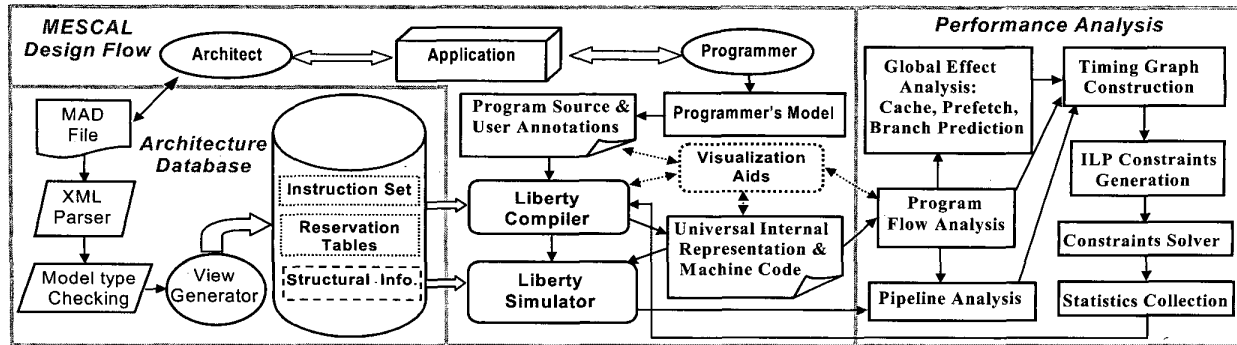 MESCAL
Design Flow
Architect
Application
Programmer
Performance Analysis
MAD
File
Architecture
Database
XML
Parser
Model type
Checking
View
Generator
Instruction Set
Reservation
Tables
Structural Info.
Program Source &
User Annotations
Programmer's Model
Visualization
Aids
Liberty
Compiler
Universal Internal
Representation &
Machine Code
Liberty
Simulator
Global Effect
Analysis:
Cache, Prefetch,
Branch Prediction
Timing Graph
Construction
ILP Constraints
Generation
Program
Flow Analysis
Constraints Solver
Pipeline Analysis
Statistics Collection